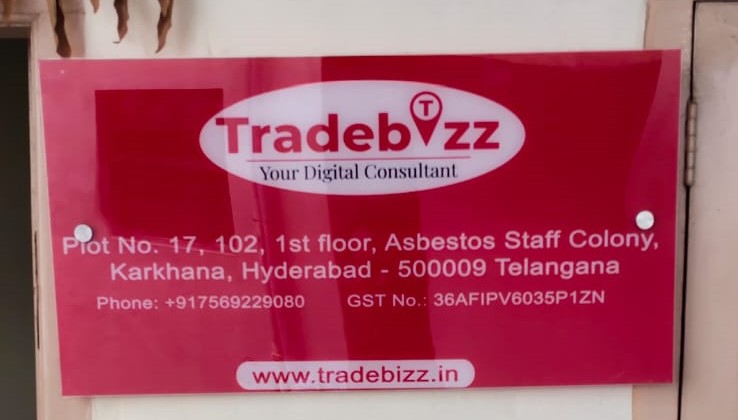 Tradebizz
T
Your Digital Consultant
Plot No. 17, 102, 1st floor, Asbestos Staff Colony,
Karkhana, Hyderabad - 500009 Telangana
Phone: +917569229080 GST No.: 36AFIPV6035P1ZN
www.tradebizz.in